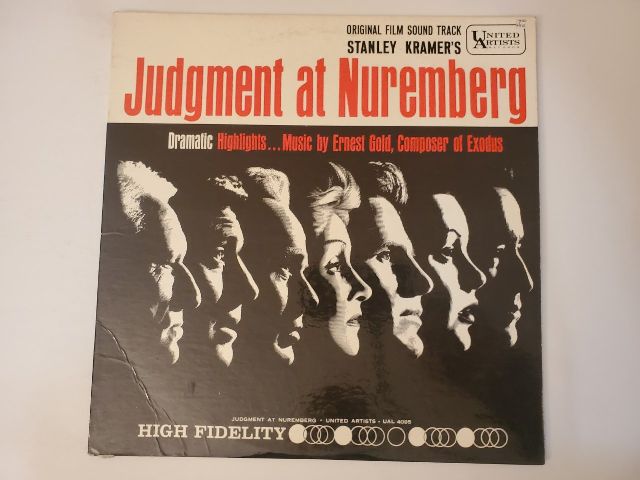 ORIGINAL FILM SOUND TRACK
STANLEY KRAMER'S
UNITED
ARTISTS
RECORDS
Judgment at Nuremberg
Dramatic Highlights...Music by Ernest Gold, Composer of Exodus
JUDGMENT AT NUREMBERG · UNITED ARTISTS · UAL 4095
HIGH FIDELITY